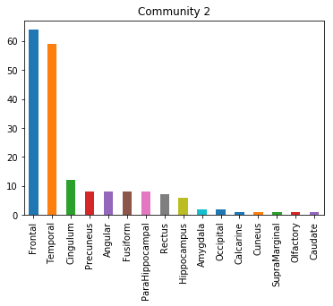 Community 2
60
50
40
30
20
10
0
Frontal
Temporal
Cingulum
Precuneus
Angular
Fusiform
ParaHippocampal
Rectus
Hippocampus
Amygdala
Occipital
Calcarine
Cuneus
SupraMarginal
Olfactory
Caudate